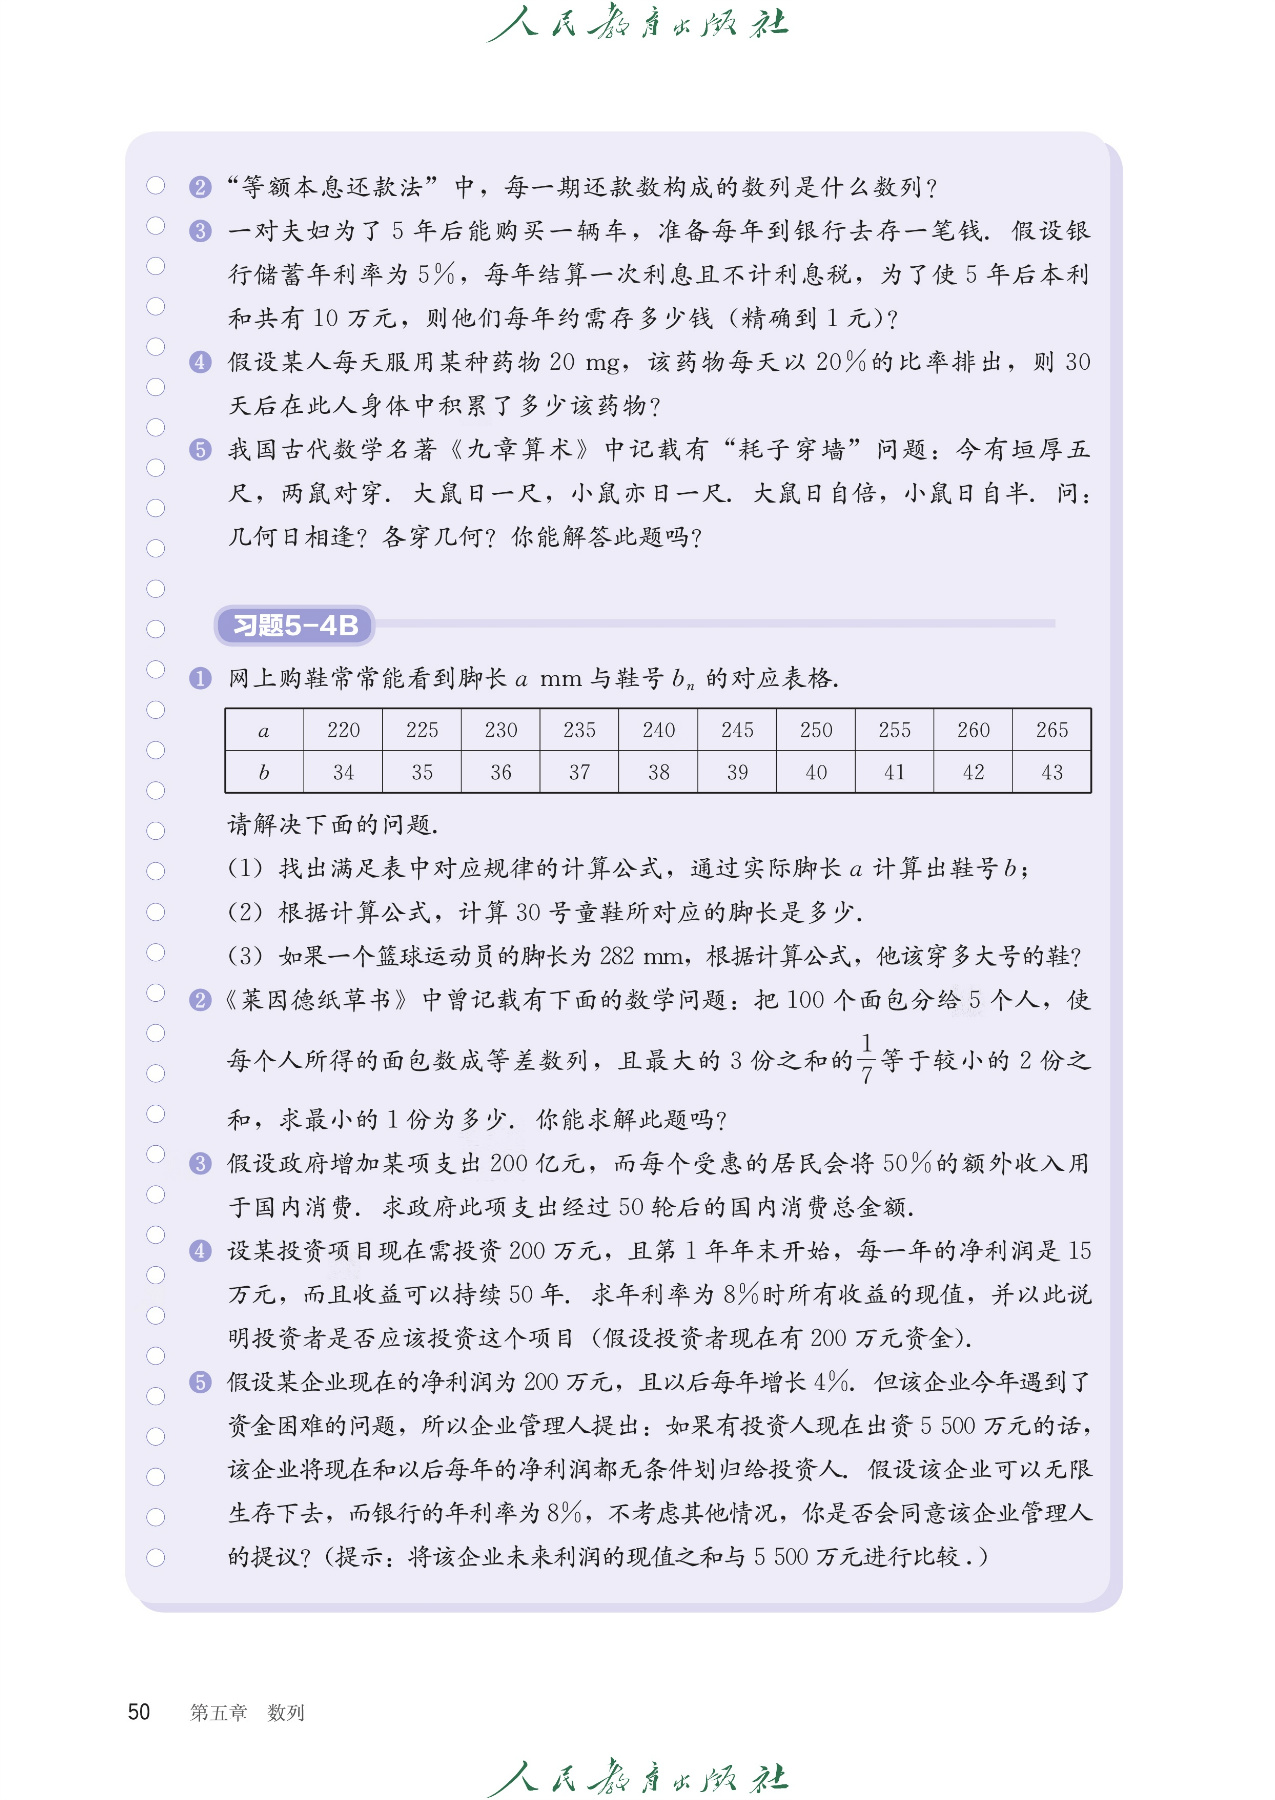 人民教育出版社
2 “等额本息还款法”中，每一期还款数构成的数列是什么数列？
3 一对夫妇为了 5 年后能购买一辆车，准备每年到银行去存一笔钱．假设银
行储蓄年利率为 5%，每年结算一次利息且不计利息税，为了使 5 年后本利
和共有 10 万元，则他们每年约需存多少钱（精确到 1 元）？
4 假设某人每天服用某种药物 20 mg，该药物每天以 20%的比率排出，则 30
天后在此人身体中积累了多少该药物？
5 我国古代数学名著《九章算术》中记载有“耗子穿墙”问题：今有垣厚五
尺，两鼠对穿．大鼠日一尺，小鼠亦日一尺．大鼠日自倍，小鼠日自半．问：
几何日相逢？各穿几何？你能解答此题吗？
习题5-4B
1 网上购鞋常常能看到脚长 a mm 与鞋号 bₙ 的对应表格．
a 220 225 230 235 240 245 250 255 260 265
b 34 35 36 37 38 39 40 41 42 43
请解决下面的问题．
（1）找出满足表中对应规律的计算公式，通过实际脚长 a 计算出鞋号 b；
（2）根据计算公式，计算 30 号童鞋所对应的脚长是多少．
（3）如果一个篮球运动员的脚长为 282 mm，根据计算公式，他该穿多大号的鞋？
2 《莱因德纸草书》中曾记载有下面的数学问题：把 100 个面包分给 5 个人，使
每个人所得的面包数成等差数列，且最大的 3 份之和的 1/7 等于较小的 2 份之
和，求最小的 1 份为多少．你能求解此题吗？
3 假设政府增加某项支出 200 亿元，而每个受惠的居民会将 50%的额外收入用
于国内消费．求政府此项支出经过 50 轮后的国内消费总金额．
4 设某投资项目现在需投资 200 万元，且第 1 年年末开始，每一年的净利润是 15
万元，而且收益可以持续 50 年．求年利率为 8%时所有收益的现值，并以此说
明投资者是否应该投资这个项目（假设投资者现在有 200 万元资金）．
5 假设某企业现在的净利润为 200 万元，且以后每年增长 4%．但该企业今年遇到了
资金困难的问题，所以企业管理人提出：如果有投资人现在出资 5 500 万元的话，
该企业将现在和以后每年的净利润都无条件划归给投资人．假设该企业可以无限
生存下去，而银行的年利率为 8%，不考虑其他情况，你是否会同意该企业管理人
的提议？（提示：将该企业未来利润的现值之和与 5 500 万元进行比较．）
50 第五章 数列
人民教育出版社